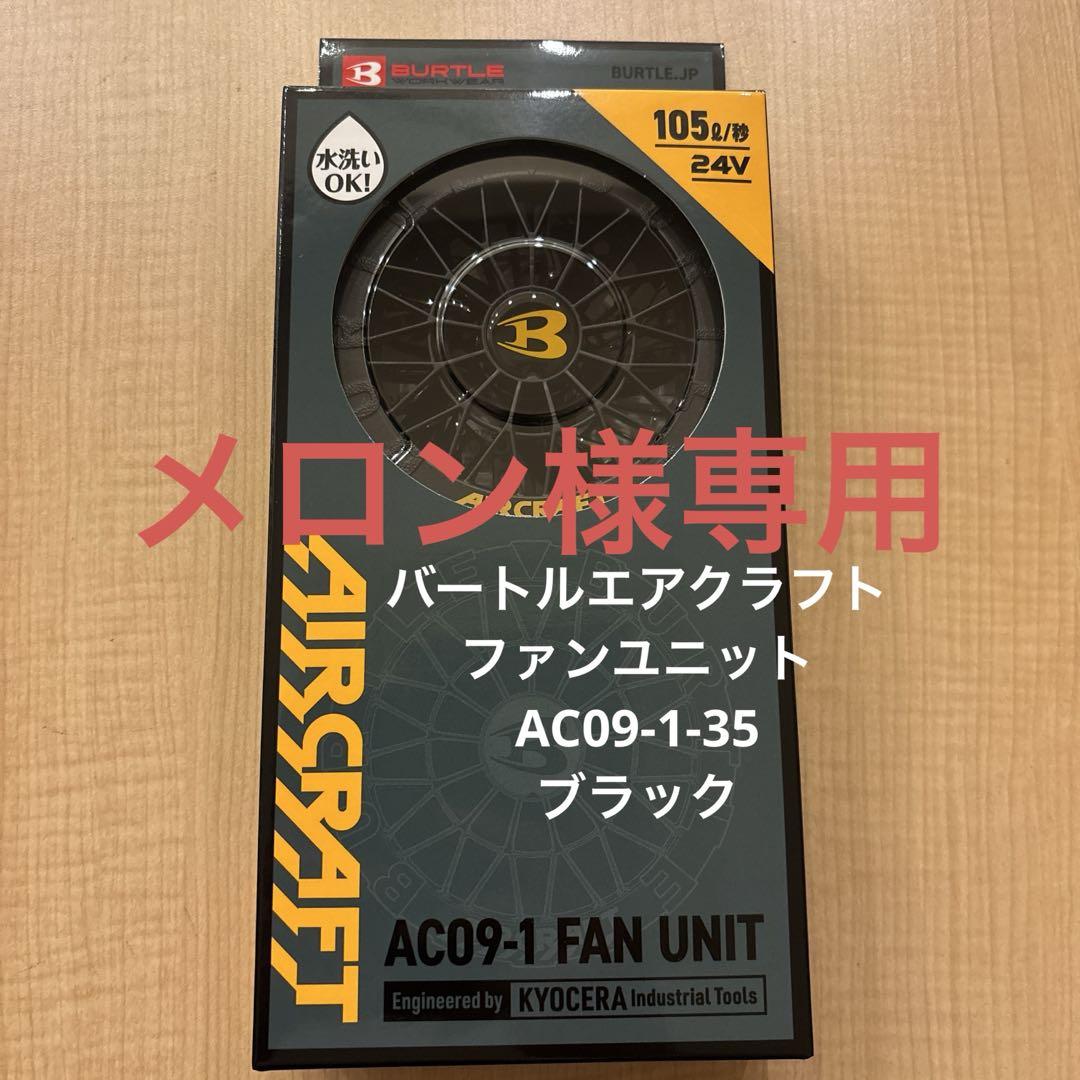 BURTLE
WORKWEAR
BURTLE.JP
105ℓ/秒
24V
水洗い
OK!
B
AIRCRAFT
メロン様専用
バートルエアクラフト
ファンユニット
AC09-1-35
ブラック
AIRCRAFT
AC09-1 FAN UNIT
Engineered by KYOCERA Industrial Tools